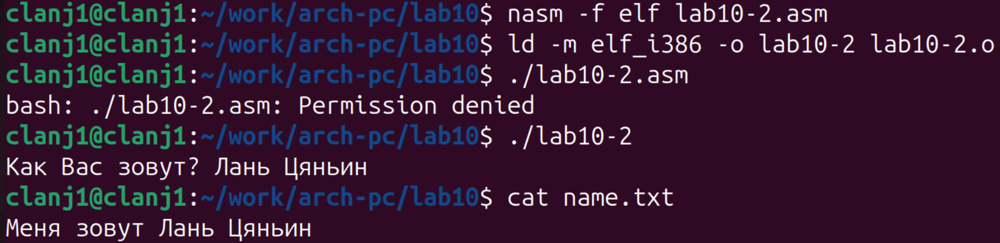 clanj1@clanj1:~/work/arch-pc/lab10$ nasm -f elf lab10-2.asm
clanj1@clanj1:~/work/arch-pc/lab10$ ld -m elf_i386 -o lab10-2 lab10-2.o
clanj1@clanj1:~/work/arch-pc/lab10$ ./lab10-2.asm
bash: ./lab10-2.asm: Permission denied
clanj1@clanj1:~/work/arch-pc/lab10$ ./lab10-2
Как Вас зовут? Лань Цяньин
clanj1@clanj1:~/work/arch-pc/lab10$ cat name.txt
Меня зовут Лань Цяньин